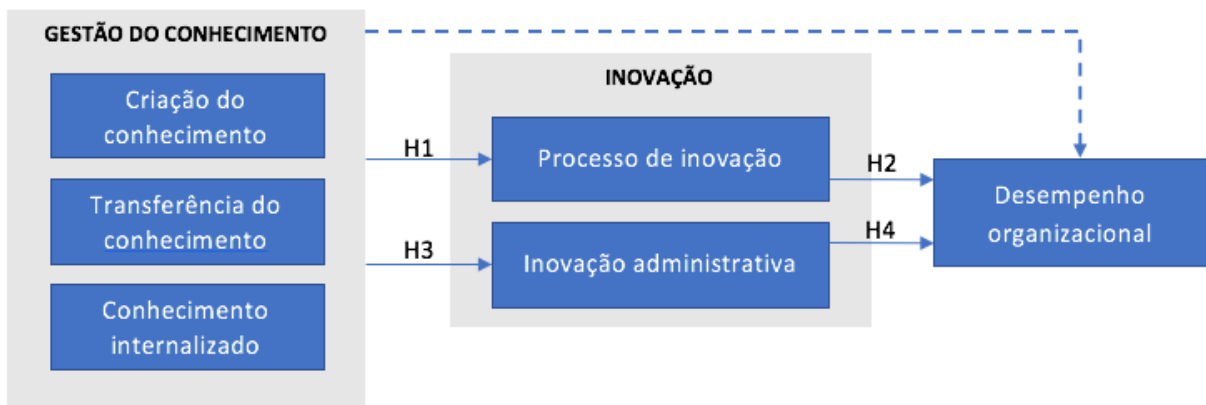 GESTÃO DO CONHECIMENTO
Criação do
conhecimento
Transferência do
conhecimento
Conhecimento
internalizado
H1
H3
INOVAÇÃO
Processo de inovação
Inovação administrativa
H2
H4
Desempenho
organizacional